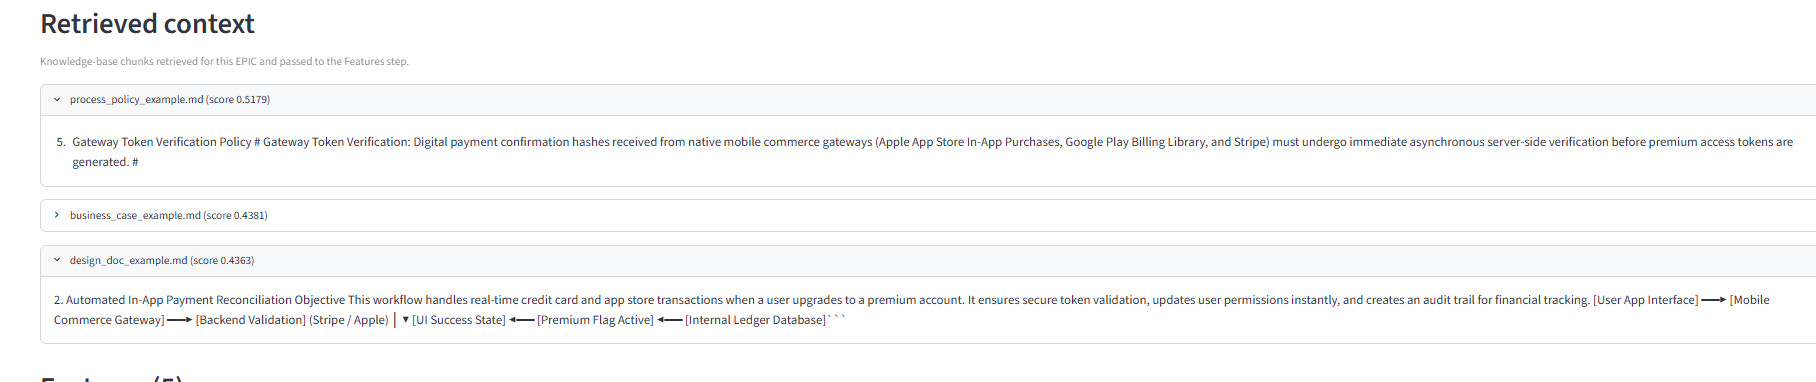 Retrieved context
Knowledge-base chunks retrieved for this EPIC and passed to the Features step.
process_policy_example.md (score 0.5179)
5. Gateway Token Verification Policy # Gateway Token Verification: Digital payment confirmation hashes received from native mobile commerce gateways (Apple App Store In-App Purchases, Google Play Billing Library, and Stripe) must undergo immediate asynchronous server-side verification before premium access tokens are
generated. #
business_case_example.md (score 0.4381)
design_doc_example.md (score 0.4363)
2. Automated In-App Payment Reconciliation Objective This workflow handles real-time credit card and app store transactions when a user upgrades to a premium account. It ensures secure token validation, updates user permissions instantly, and creates an audit trail for financial tracking. [User App Interface] ──► [Mobile
Commerce Gateway] ──► [Backend Validation] (Stripe / Apple) │ ▼ [UI Success State] ◄── [Premium Flag Active] ◄── [Internal Ledger Database]```